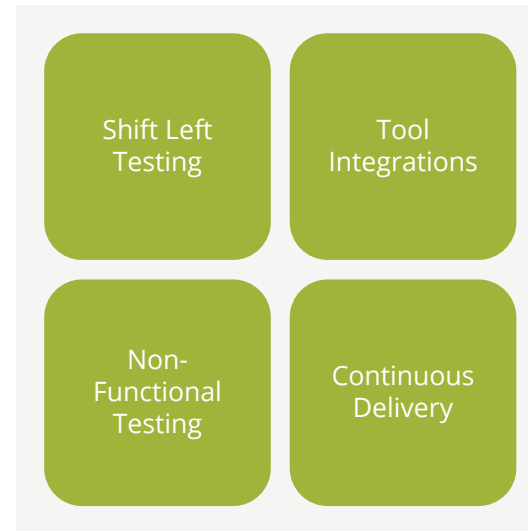 Shift Left
Testing
Tool
Integrations
Non-
Functional
Testing
Continuous
Delivery